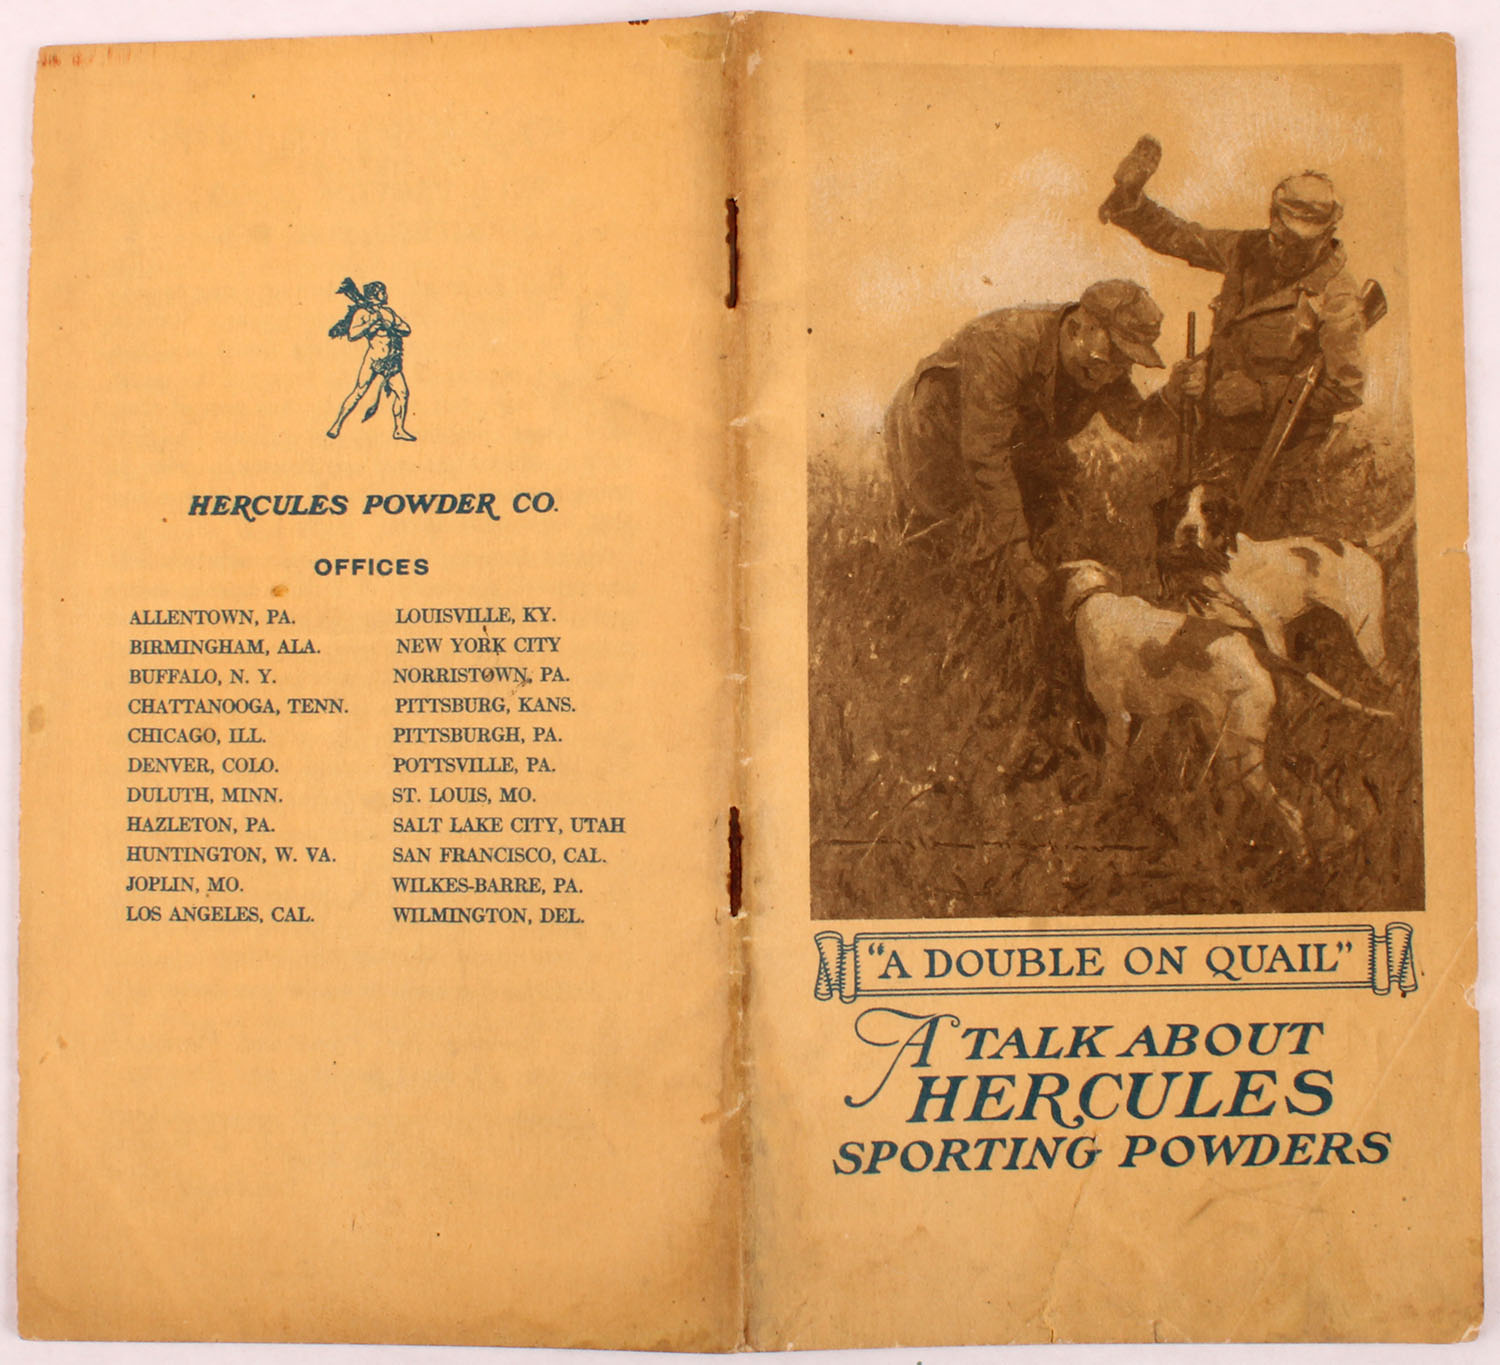 HERCULES POWDER CO.
OFFICES
ALLENTOWN, PA.
BIRMINGHAM, ALA.
BUFFALO, N. Y.
CHATTANOOGA, TENN.
CHICAGO, ILL.
DENVER, COLO.
DULUTH, MINN.
HAZLETON, PA.
HUNTINGTON, W. VA.
JOPLIN, MO.
LOS ANGELES, CAL.
LOUISVILLE, KY.
NEW YORK CITY
NORRISTOWN, PA.
PITTSBURG, KANS.
PITTSBURGH, PA.
POTTSVILLE, PA.
ST. LOUIS, MO.
SALT LAKE CITY, UTAH
SAN FRANCISCO, CAL.
WILKES-BARRE, PA.
WILMINGTON, DEL.
"A DOUBLE ON QUAIL"
A TALK ABOUT
HERCULES
SPORTING POWDERS